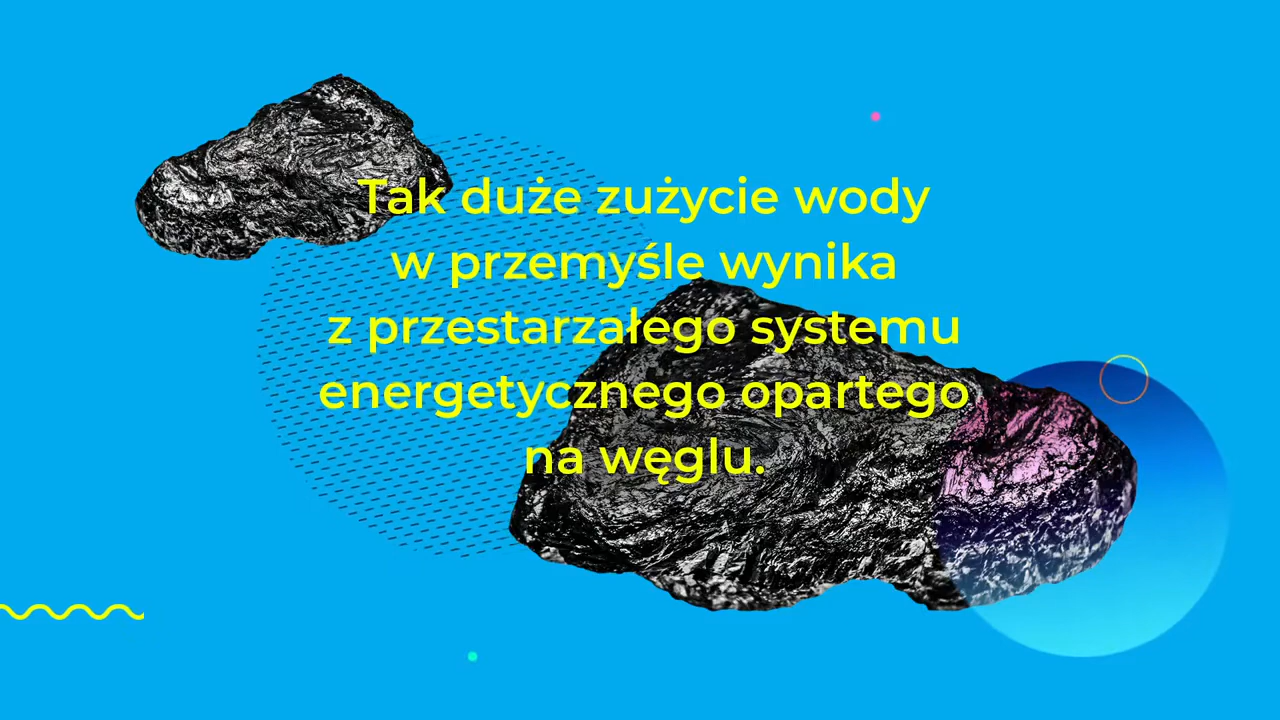 Tak duże zużycie wody
w przemyśle wynika
z przestarzałego systemu
energetycznego opartego
na węglu.